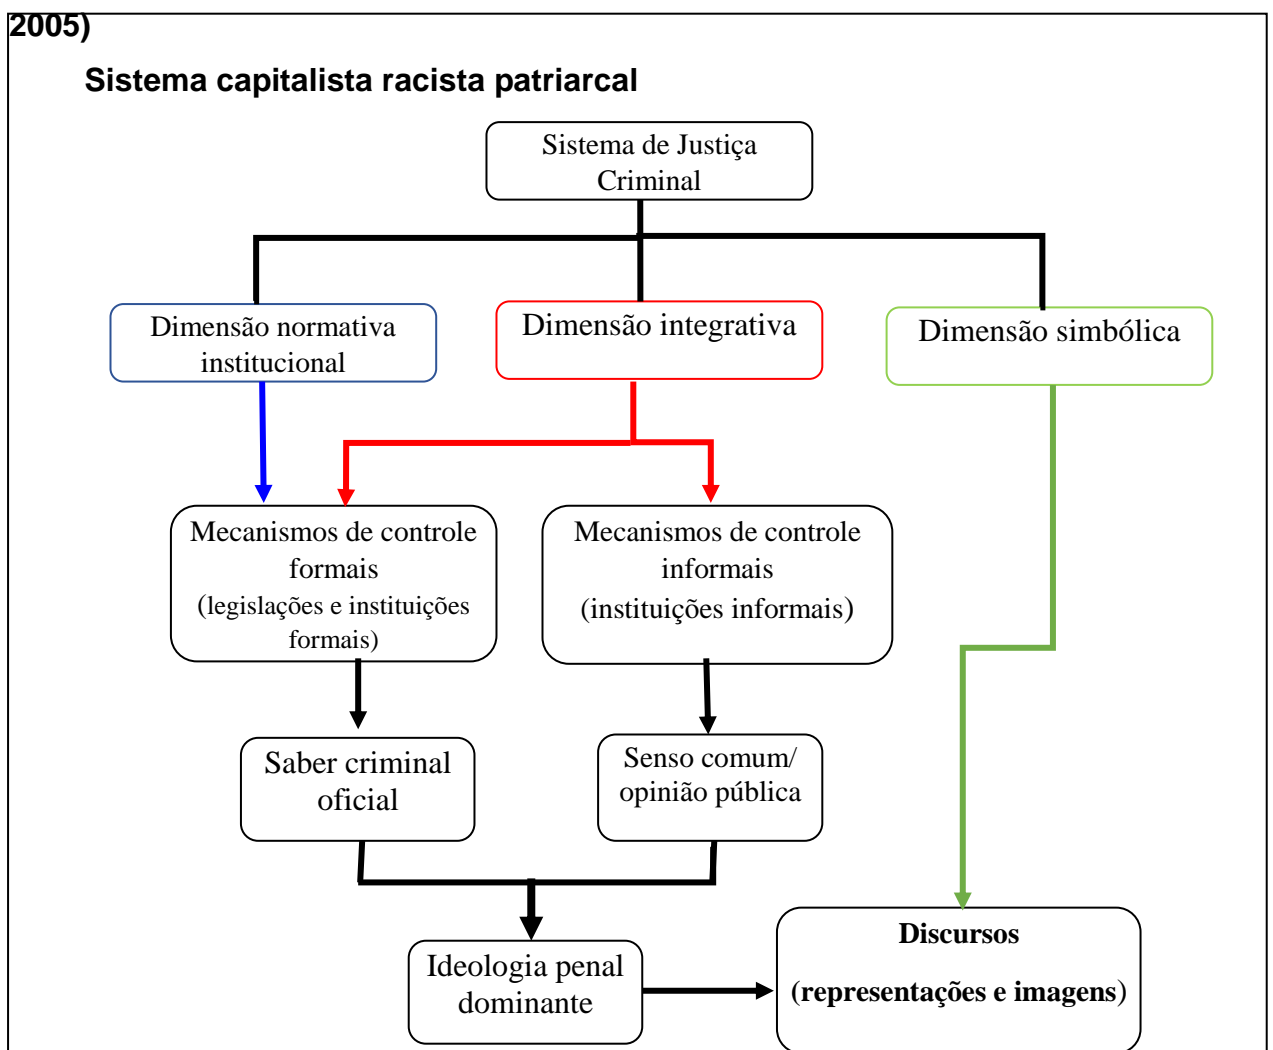 2005)
Sistema capitalista racista patriarcal
Sistema de Justiça
Criminal
Dimensão normativa
institucional
Dimensão integrativa
Dimensão simbólica
Mecanismos de controle
formais
(legislações e instituições
formais)
Mecanismos de controle
informais
(instituições informais)
Saber criminal
oficial
Senso comum/
opinião pública
Ideologia penal
dominante
Discursos
(representações e imagens)